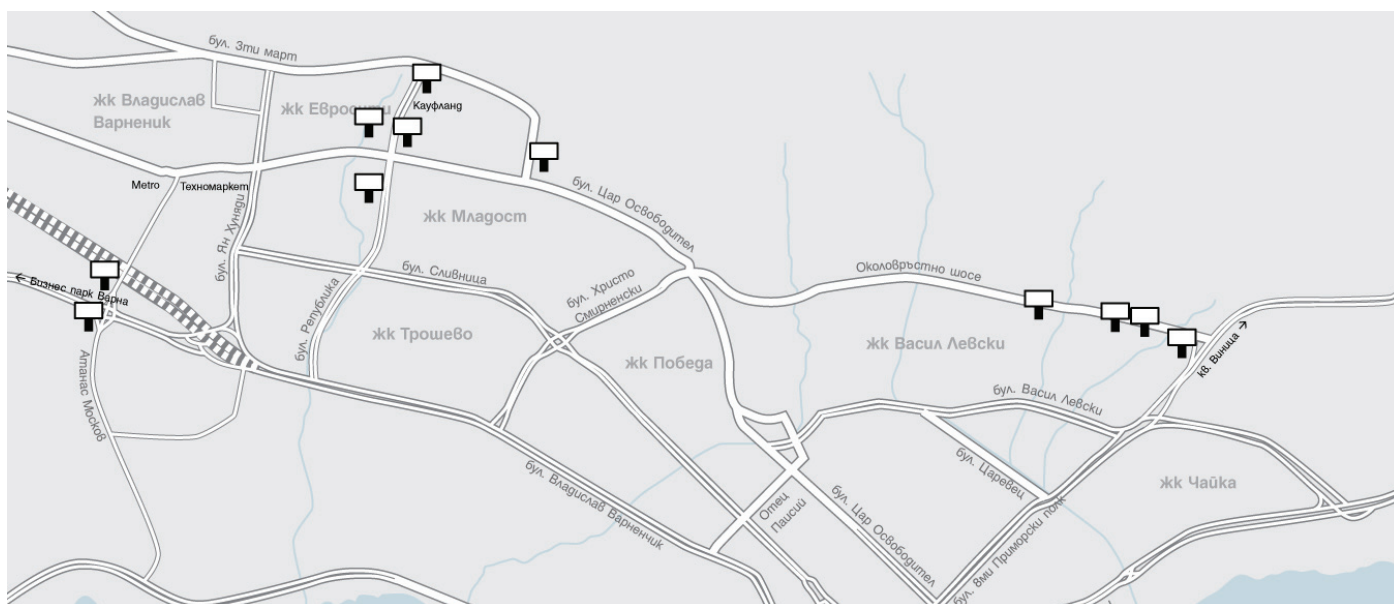 бул. 3ти март
жк Владислав
Варненик
жк Евросити
Кауфланд
Metro
Техномаркет
бул. Ян Хуняди
жк Младост
бул. Цар Освободител
← Бизнес парк Варна
бул. Сливница
бул. Република
бул. Христо
Смирненски
Околовръстно шосе
жк Трошево
жк Победа
жк Васил Левски
кв. Виница →
Атанас Москов
бул. Васил Левски
бул. Владислав Варненчик
Отец
Паисий
бул. Цар Освободител
бул. Царевец
бул. 8ми Приморски полк
жк Чайка